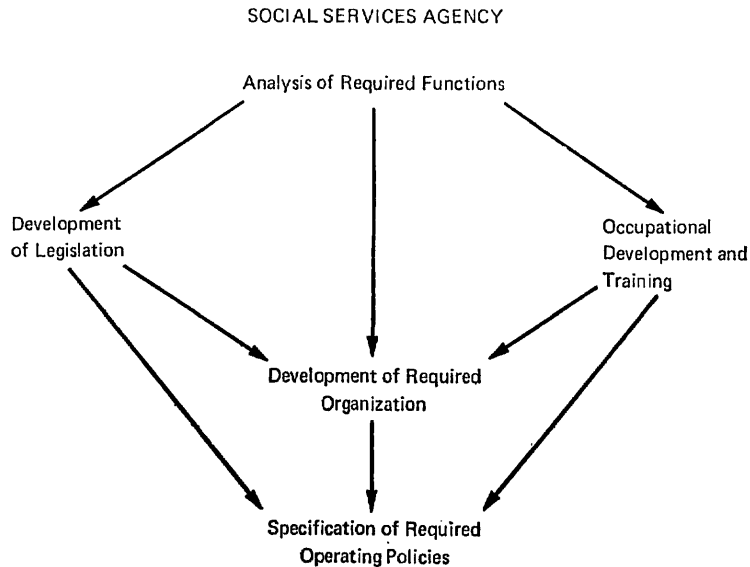 SOCIAL SERVICES AGENCY
Analysis of Required Functions
Development
of Legislation
Occupational
Development and
Training
Development of Required
Organization
Specification of Required
Operating Policies